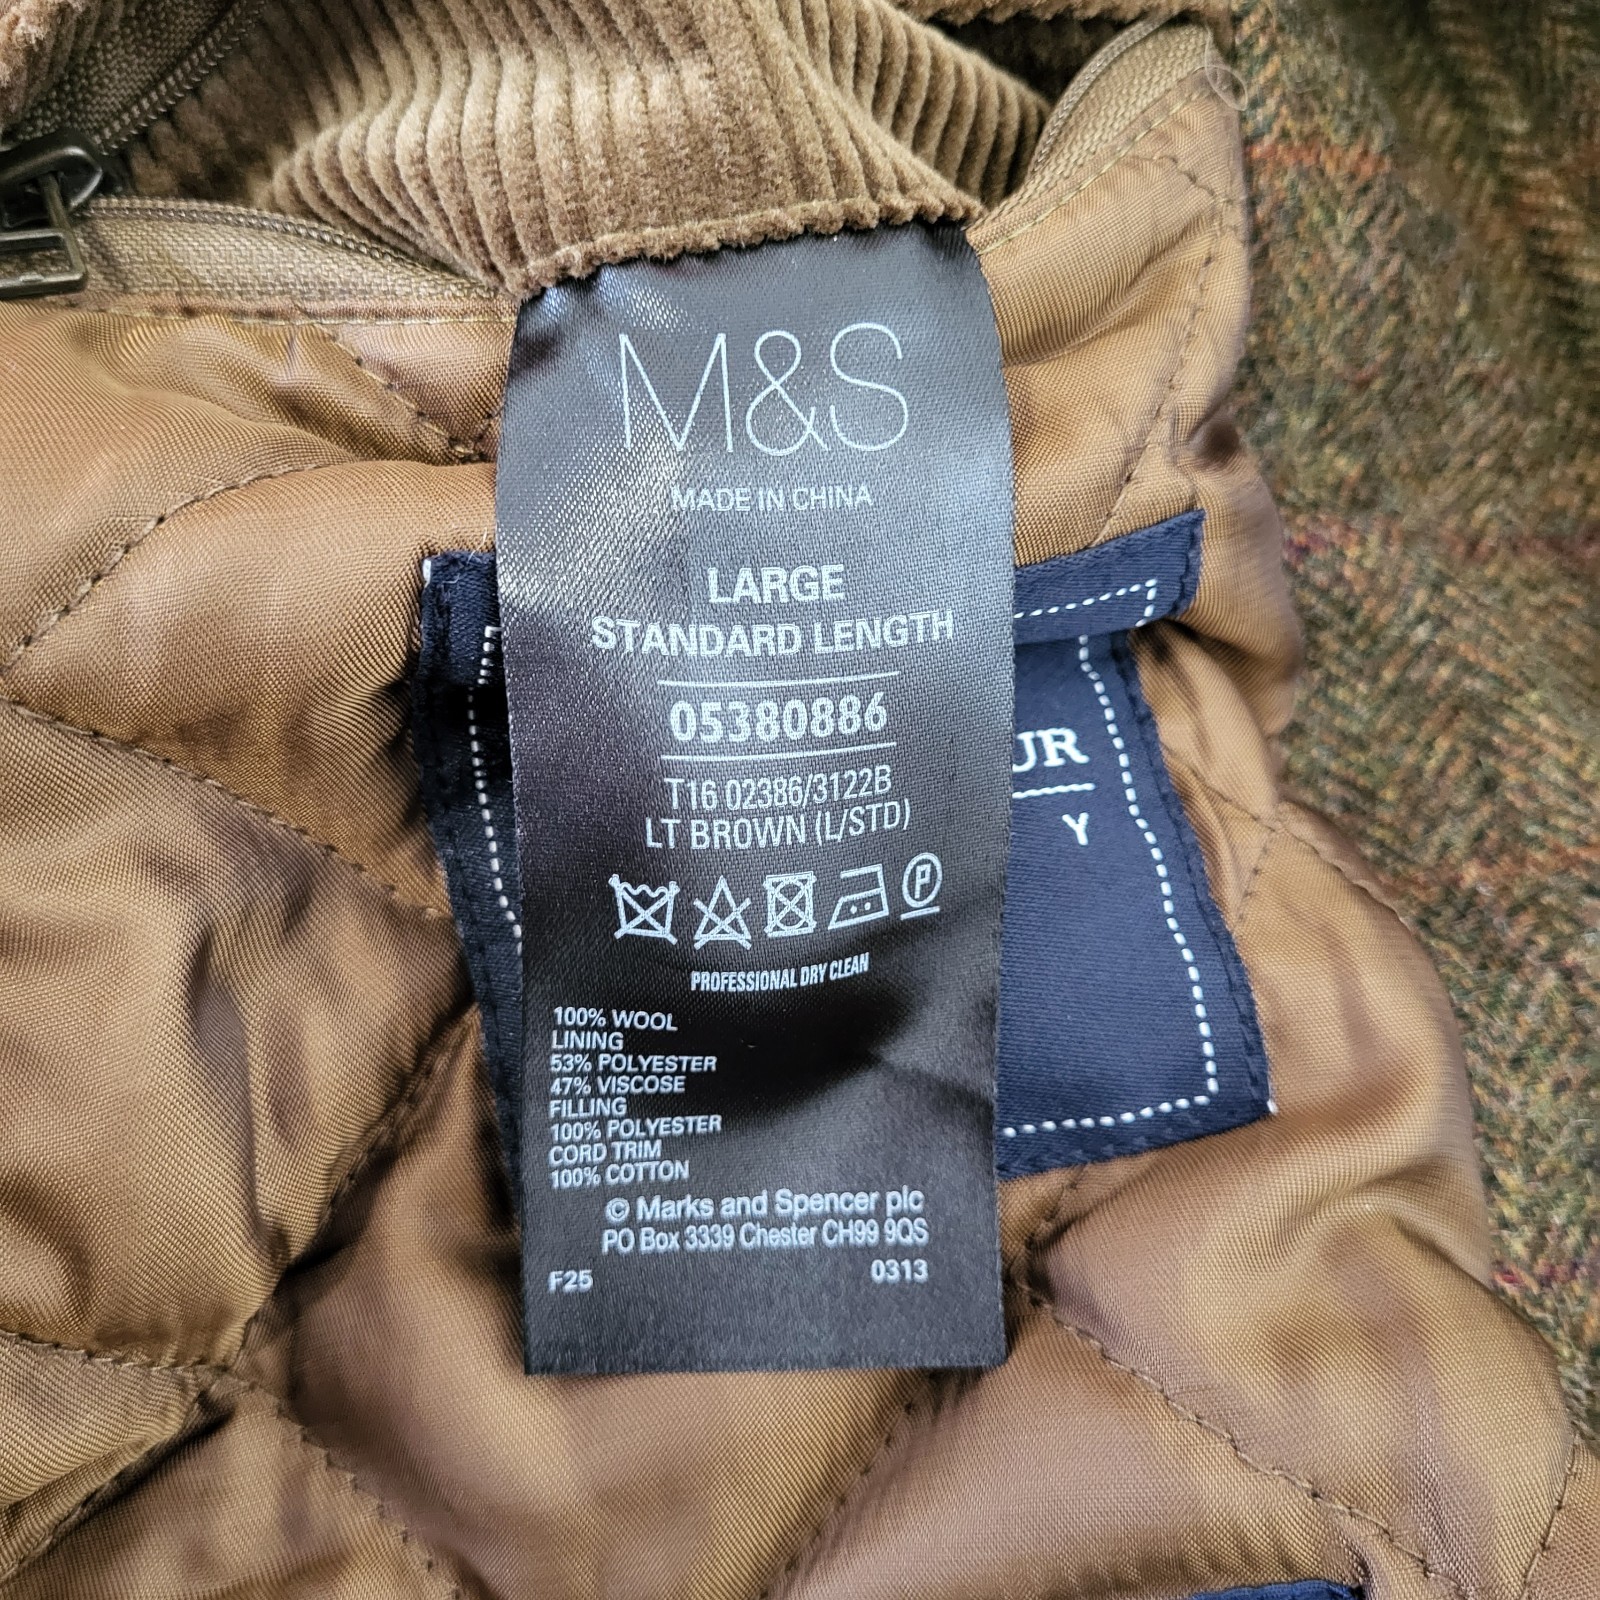 M&S
MADE IN CHINA
LARGE
STANDARD LENGTH
05380886
T16 02386/3122B
LT BROWN (L/STD)
P
PROFESSIONAL DRY CLEAN
100% WOOL
LINING
53% POLYESTER
47% VISCOSE
FILLING
100% POLYESTER
CORD TRIM
100% COTTON
© Marks and Spencer plc
PO Box 3339 Chester CH99 9QS
F25 0313
UR
Y